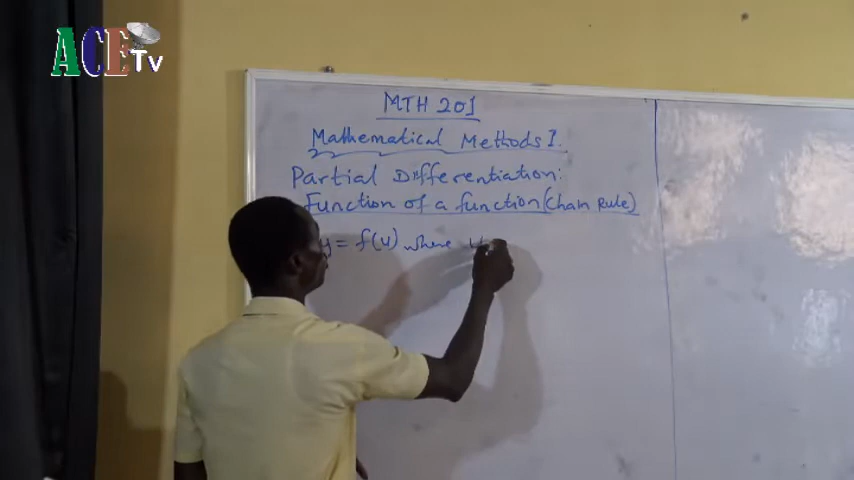 ACE Tv
MTH 201
Mathematical Methods I.
Partial Differentiation:
Function of a function (Chain Rule)
y = f(u) where u